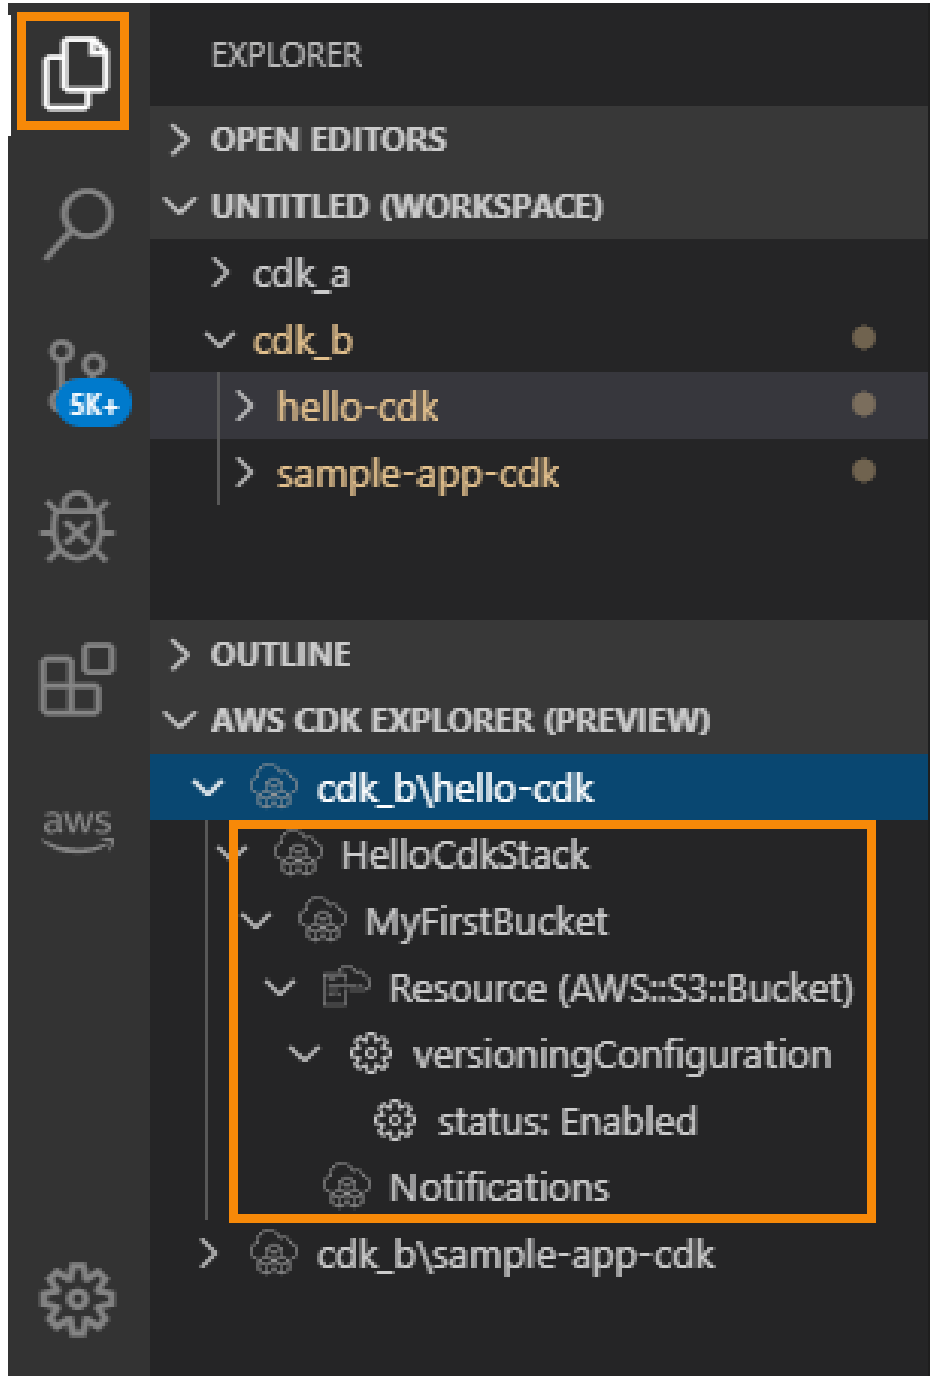 EXPLORER
OPEN EDITORS
UNTITLED (WORKSPACE)
cdk_a
cdk_b
hello-cdk
5K+
sample-app-cdk
OUTLINE
AWS CDK EXPLORER (PREVIEW)
cdk_b\hello-cdk
aws
HelloCdkStack
MyFirstBucket
Resource (AWS::S3::Bucket)
versioningConfiguration
status: Enabled
Notifications
cdk_b\sample-app-cdk